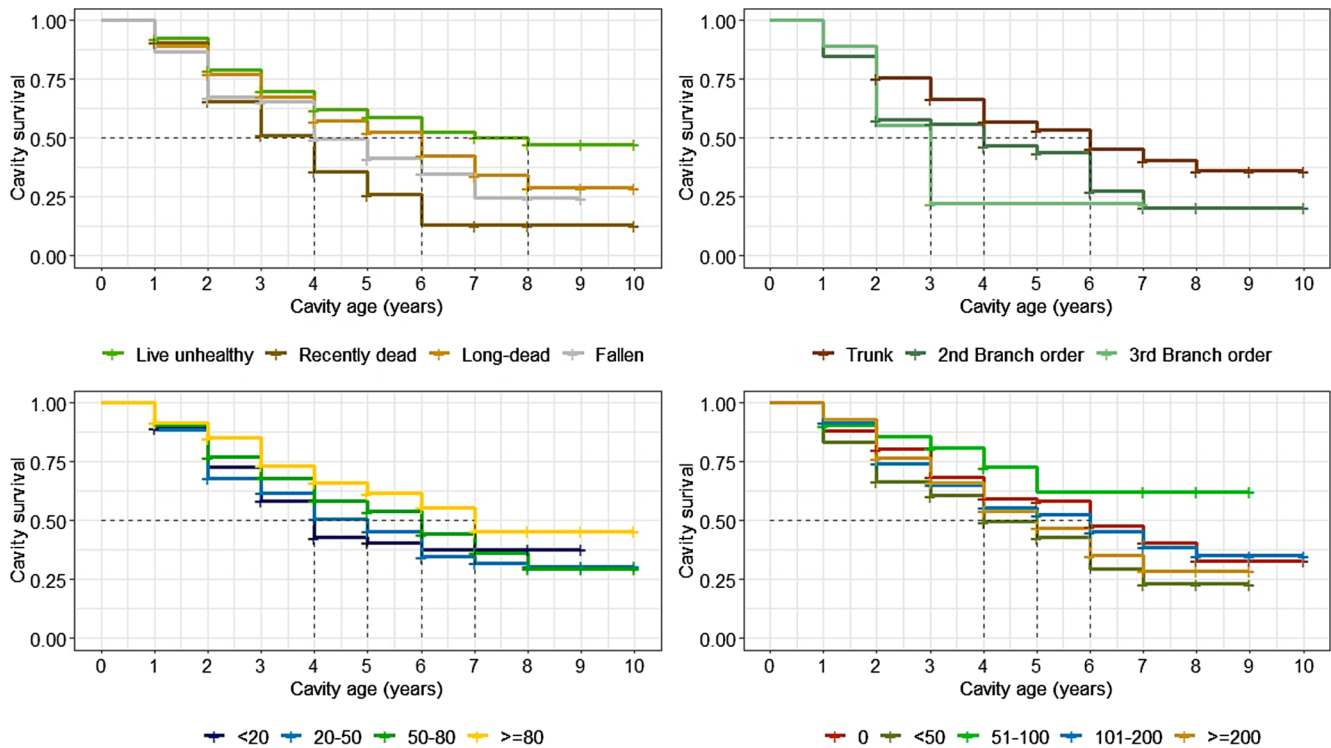 Cavity survival
1.00
0.75
0.50
0.25
0.00
0 1 2 3 4 5 6 7 8 9 10
Cavity age (years)
Live unhealthy Recently dead Long-dead Fallen
Cavity survival
1.00
0.75
0.50
0.25
0.00
0 1 2 3 4 5 6 7 8 9 10
Cavity age (years)
Trunk 2nd Branch order 3rd Branch order
Cavity survival
1.00
0.75
0.50
0.25
0.00
0 1 2 3 4 5 6 7 8 9 10
Cavity age (years)
<20 20-50 50-80 >=80
Cavity survival
1.00
0.75
0.50
0.25
0.00
0 1 2 3 4 5 6 7 8 9 10
Cavity age (years)
0 <50 51-100 101-200 >=200